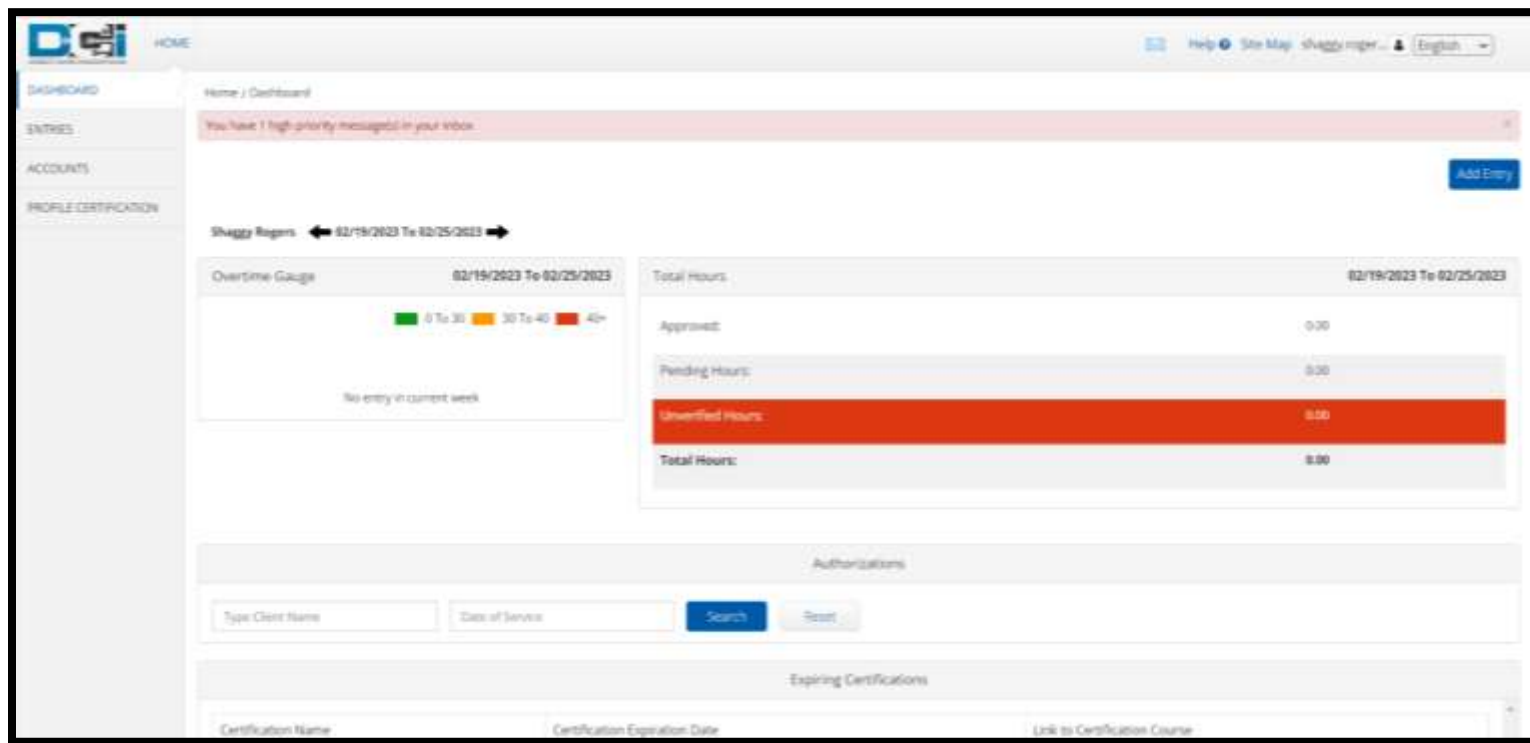 DCi
HOME
Help Site Map shaggy.roger... English
DASHBOARD
ENTRIES
ACCOUNTS
PROFILE CERTIFICATION
Home / Dashboard
You have 1 high priority message(s) in your inbox
Add Entry
Shaggy Rogers 02/19/2023 To 02/25/2023
Overtime Gauge 02/19/2023 To 02/25/2023
0 To 30 30 To 40 40+
No entry in current week
Total Hours 02/19/2023 To 02/25/2023
Approved: 0.00
Pending Hours: 0.00
Unverified Hours: 0.00
Total Hours: 0.00
Authorizations
Type Client Name Date of Service Search Reset
Expiring Certifications
Certification Name Certification Expiration Date Link to Certification Course